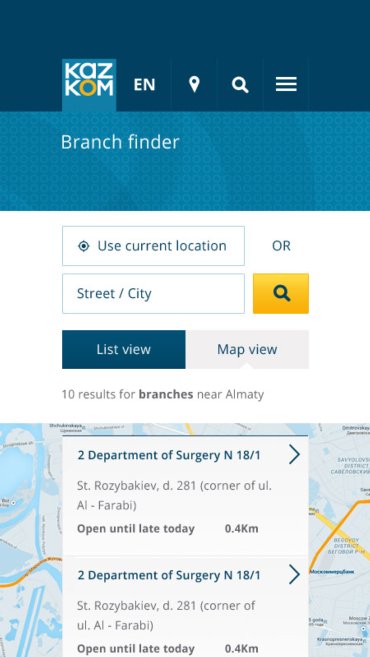 KAZ
KOM
EN
Branch finder
Use current location
OR
Street / City
List view
Map view
10 results for branches near Almaty
2 Department of Surgery N 18/1
St. Rozybakiev, d. 281 (corner of ul.
Al - Farabi)
Open until late today 0.4Km
2 Department of Surgery N 18/1
St. Rozybakiev, d. 281 (corner of
ul. Al - Farabi)
Open until late today 0.4Km
SAVYOLOVSKY
DISTRICT
САВЁЛОВСКИЙ
BEGOVOY
DISTRICT
БЕГОВОЙ Р-Н
Москоммерцбанк